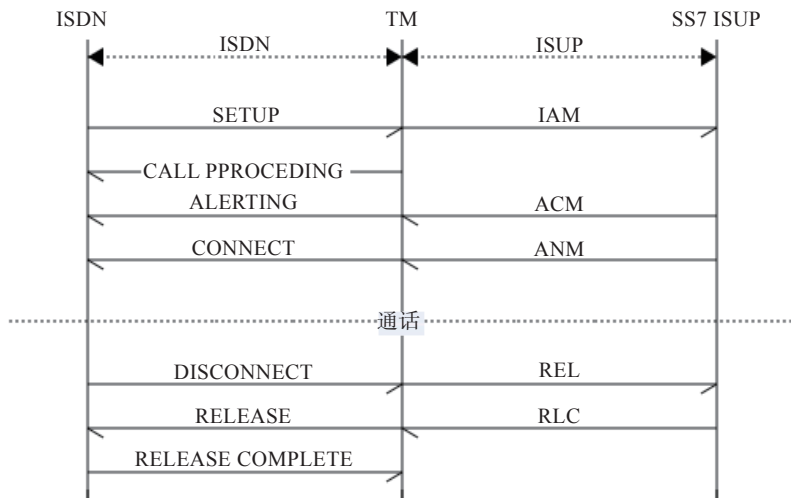 ISDN TM SS7 ISUP
ISDN ISUP
SETUP IAM
CALL PPROCEDING
ALERTING ACM
CONNECT ANM
通话
DISCONNECT REL
RELEASE RLC
RELEASE COMPLETE